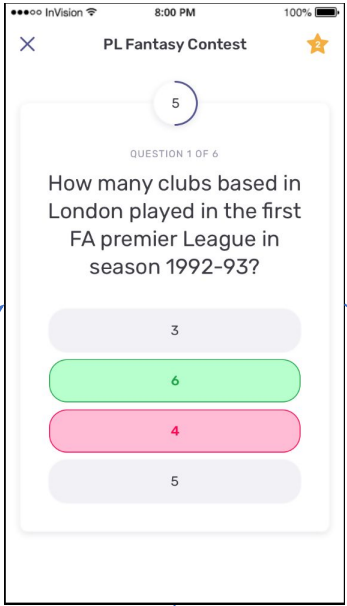 InVision 8:00 PM 100%
PL Fantasy Contest 2
5
QUESTION 1 OF 6
How many clubs based in
London played in the first
FA premier League in
season 1992-93?
3
6
4
5